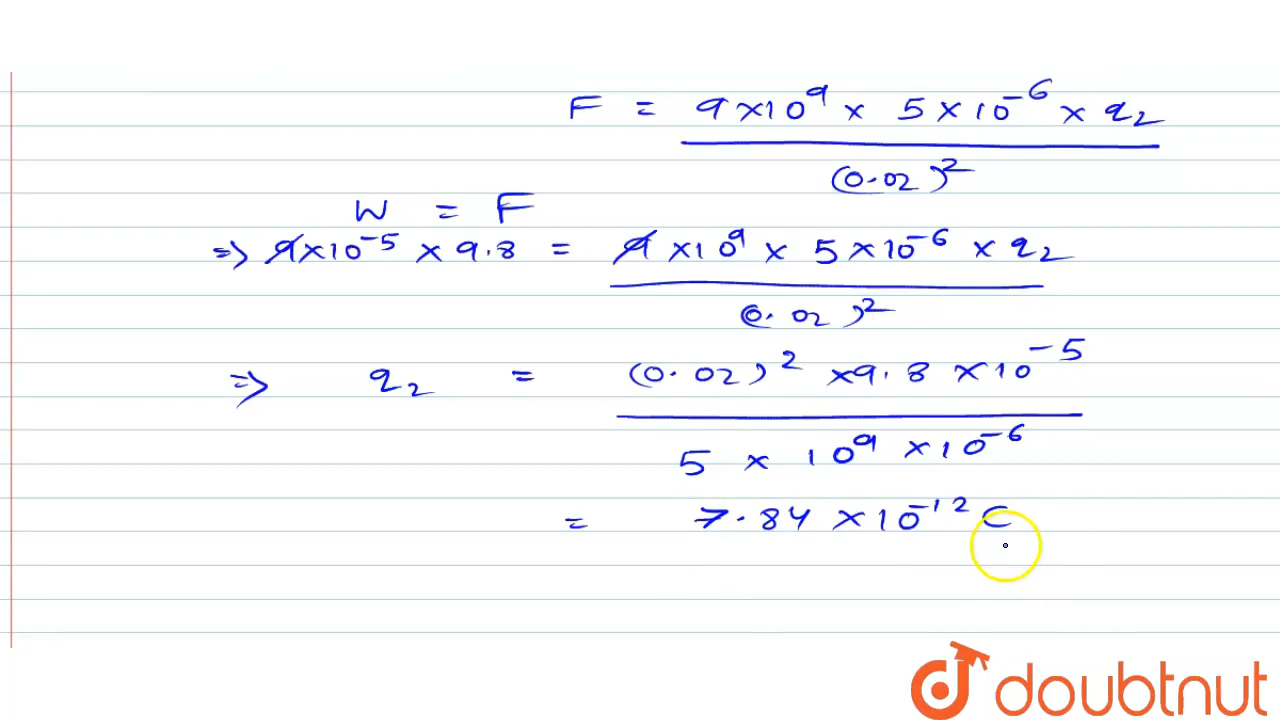 F = 9×10⁹ × 5×10⁻⁶ × q₂
(0.02)²
W = F
=> 9×10⁻⁵ × 9.8 = 9×10⁹ × 5×10⁻⁶ × q₂
(0.02)²
=> q₂ = (0.02)² ×9.8 ×10⁻⁵
5 × 10⁹ ×10⁻⁶
= 7.84 ×10⁻¹² C
doubtnut